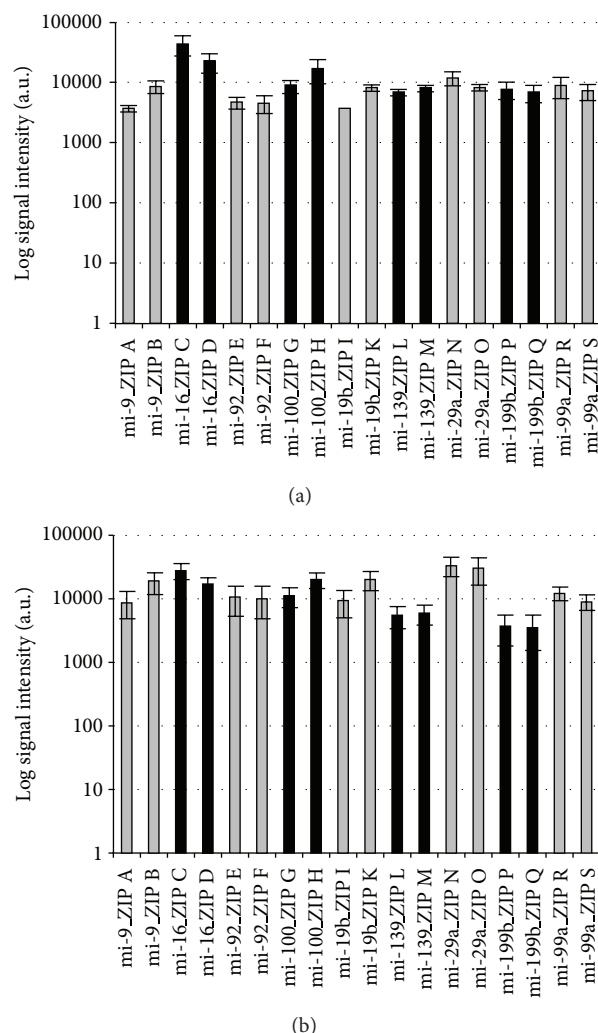 Log signal intensity (a.u.)
100000
10000
1000
100
10
1
mi-9_ZIP A
mi-9_ZIP B
mi-16_ZIP C
mi-16_ZIP D
mi-92_ZIP E
mi-92_ZIP F
mi-100_ZIP G
mi-100_ZIP H
mi-19b_ZIP I
mi-19b_ZIP K
mi-139_ZIP L
mi-139_ZIP M
mi-29a_ZIP N
mi-29a_ZIP O
mi-199b_ZIP P
mi-199b_ZIP Q
mi-99a_ZIP R
mi-99a_ZIP S
(a)
Log signal intensity (a.u.)
100000
10000
1000
100
10
1
mi-9_ZIP A
mi-9_ZIP B
mi-16_ZIP C
mi-16_ZIP D
mi-92_ZIP E
mi-92_ZIP F
mi-100_ZIP G
mi-100_ZIP H
mi-19b_ZIP I
mi-19b_ZIP K
mi-139_ZIP L
mi-139_ZIP M
mi-29a_ZIP N
mi-29a_ZIP O
mi-199b_ZIP P
mi-199b_ZIP Q
mi-99a_ZIP R
mi-99a_ZIP S
(b)